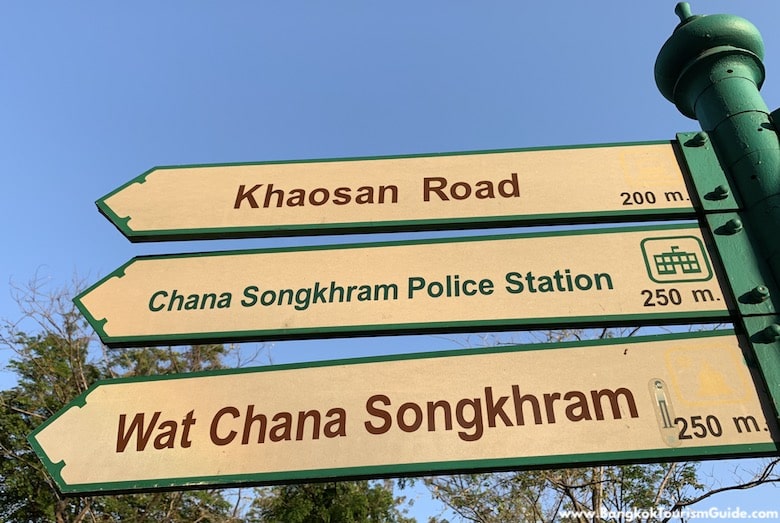 Khaosan Road
200 m.
Chana Songkhram Police Station
250 m.
Wat Chana Songkhram
250 m.
www.BangkokTourismGuide.com